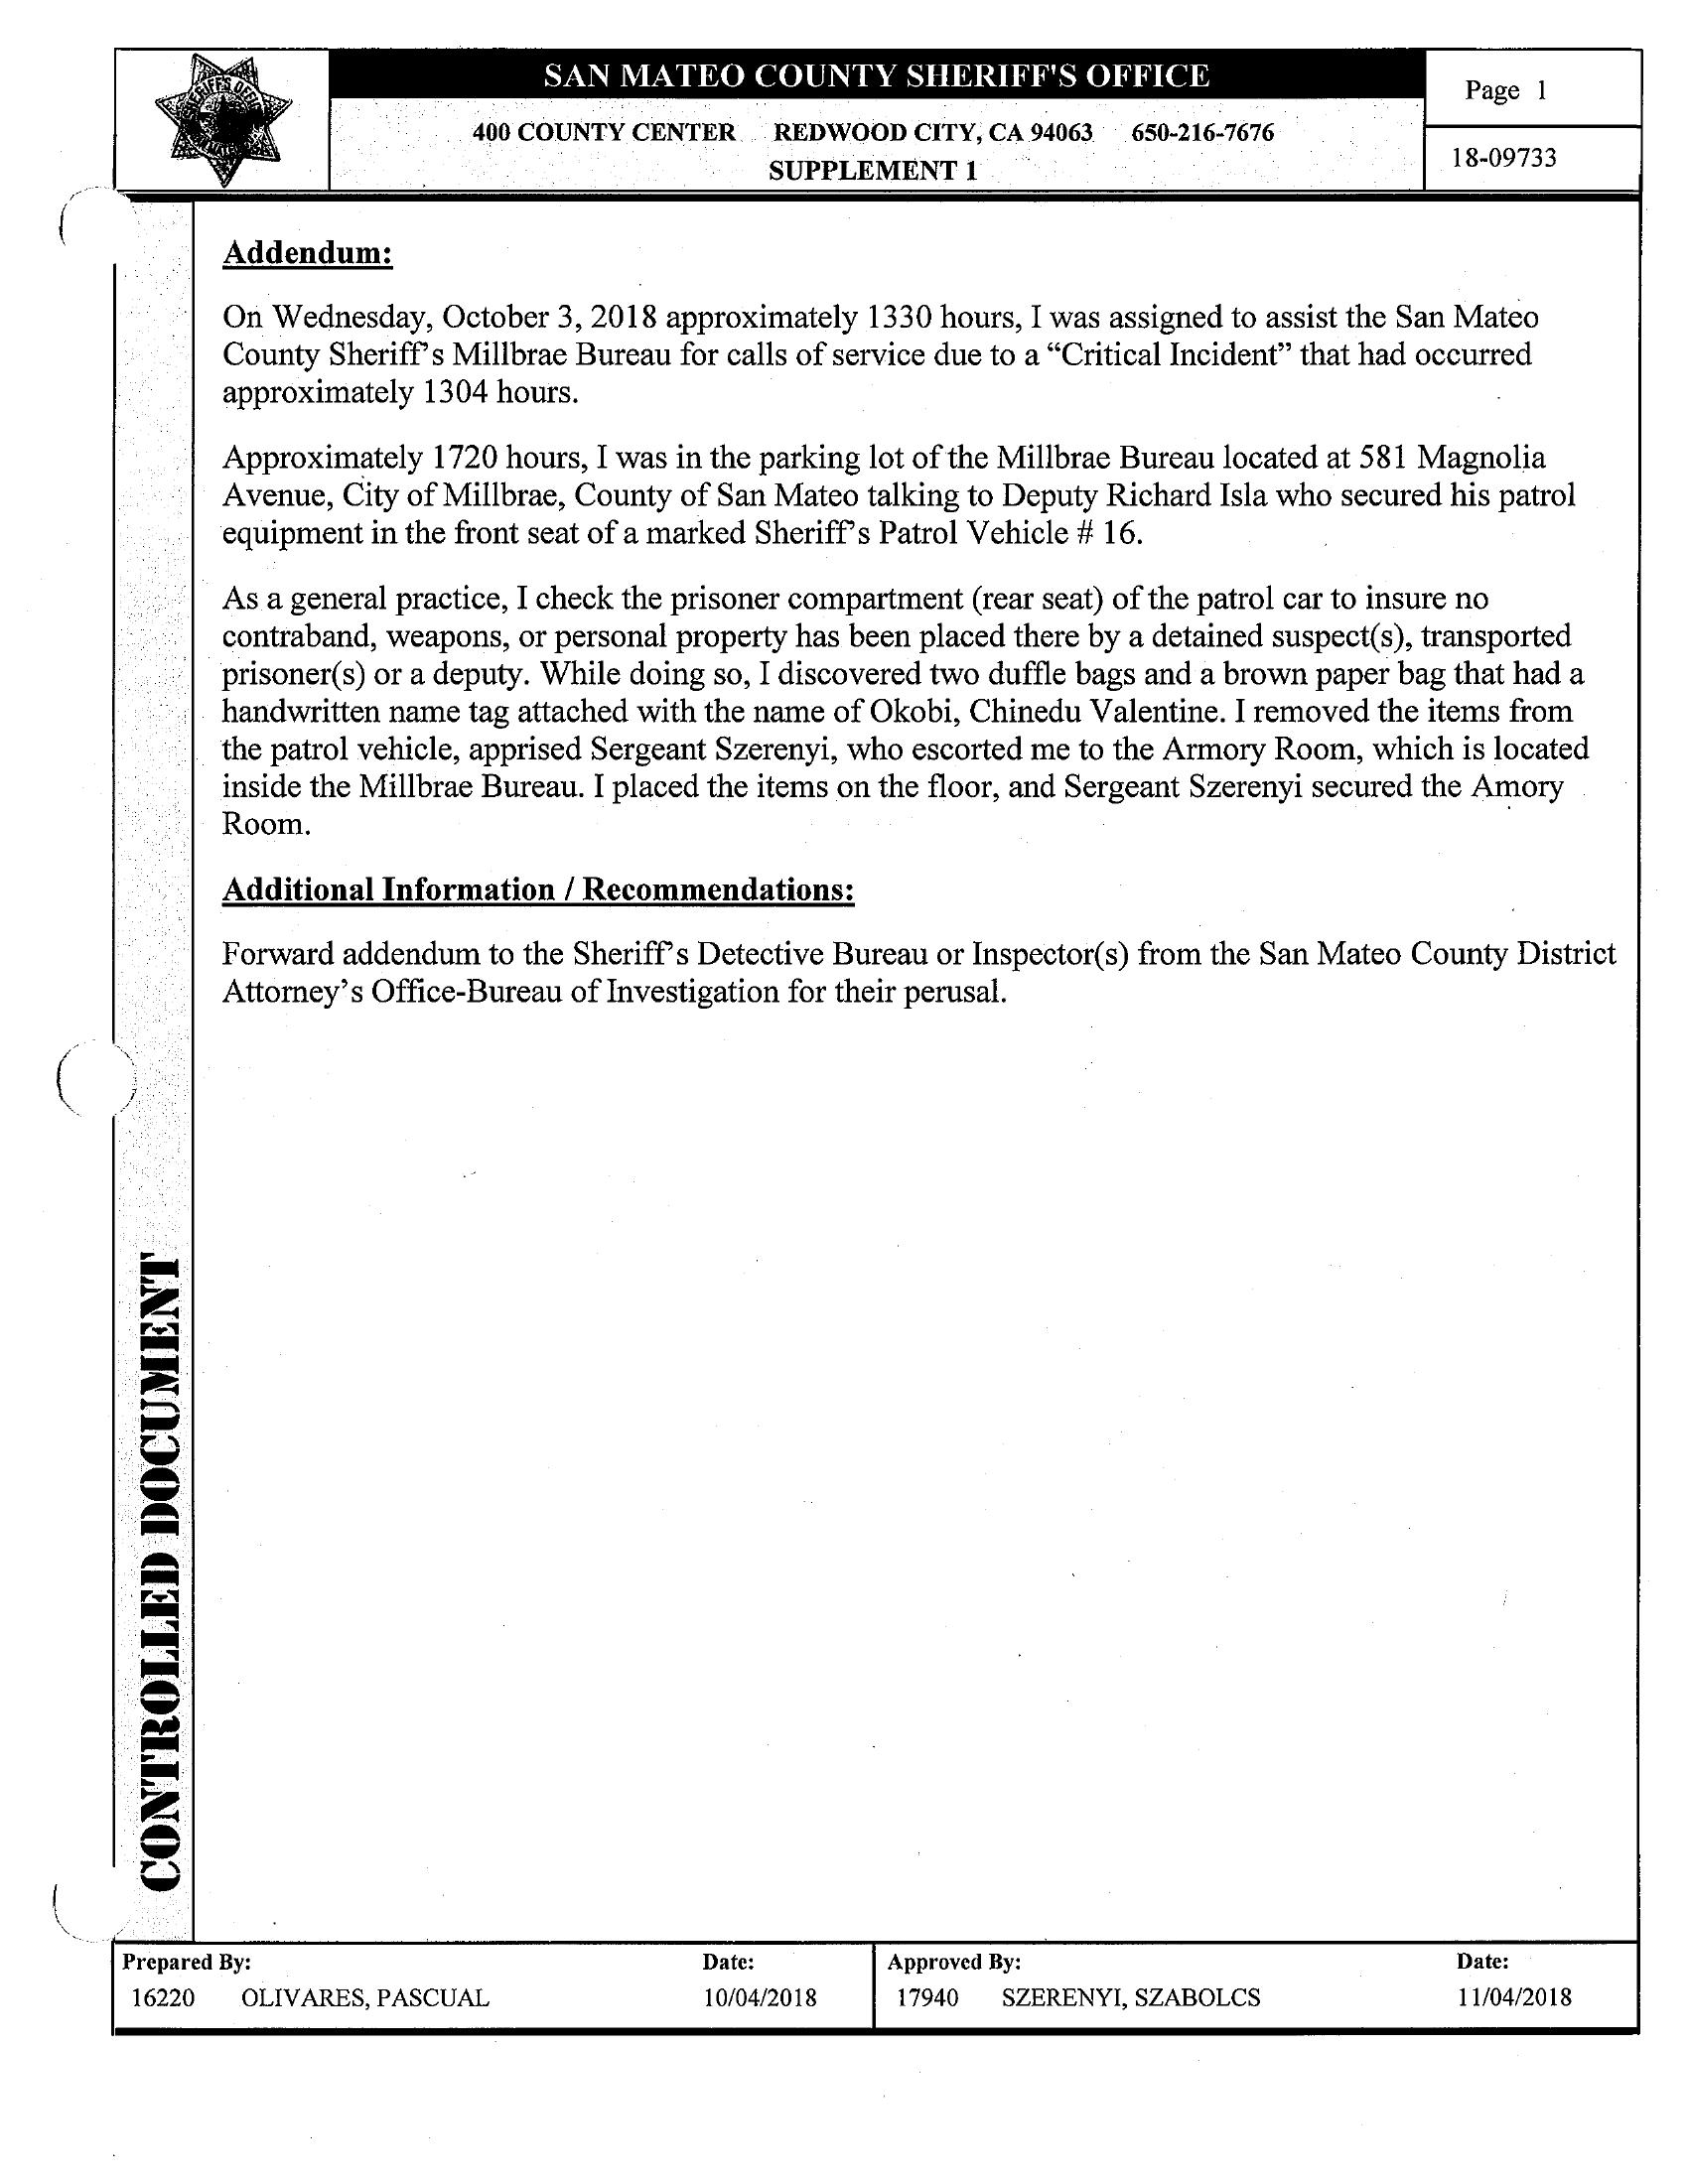 SAN MATEO COUNTY SHERIFF'S OFFICE
Page 1
400 COUNTY CENTER REDWOOD CITY, CA 94063 650-216-7676
SUPPLEMENT 1
18-09733
Addendum:
On Wednesday, October 3, 2018 approximately 1330 hours, I was assigned to assist the San Mateo
County Sheriff's Millbrae Bureau for calls of service due to a “Critical Incident” that had occurred
approximately 1304 hours.
Approximately 1720 hours, I was in the parking lot of the Millbrae Bureau located at 581 Magnolia
Avenue, City of Millbrae, County of San Mateo talking to Deputy Richard Isla who secured his patrol
equipment in the front seat of a marked Sheriff's Patrol Vehicle # 16.
As a general practice, I check the prisoner compartment (rear seat) of the patrol car to insure no
contraband, weapons, or personal property has been placed there by a detained suspect(s), transported
prisoner(s) or a deputy. While doing so, I discovered two duffle bags and a brown paper bag that had a
handwritten name tag attached with the name of Okobi, Chinedu Valentine. I removed the items from
the patrol vehicle, apprised Sergeant Szerenyi, who escorted me to the Armory Room, which is located
inside the Millbrae Bureau. I placed the items on the floor, and Sergeant Szerenyi secured the Amory
Room.
Additional Information / Recommendations:
Forward addendum to the Sheriff's Detective Bureau or Inspector(s) from the San Mateo County District
Attorney's Office-Bureau of Investigation for their perusal.
CONTROLLED DOCUMENT
Prepared By: Date: Approved By: Date:
16220 OLIVARES, PASCUAL 10/04/2018 17940 SZERENYI, SZABOLCS 11/04/2018